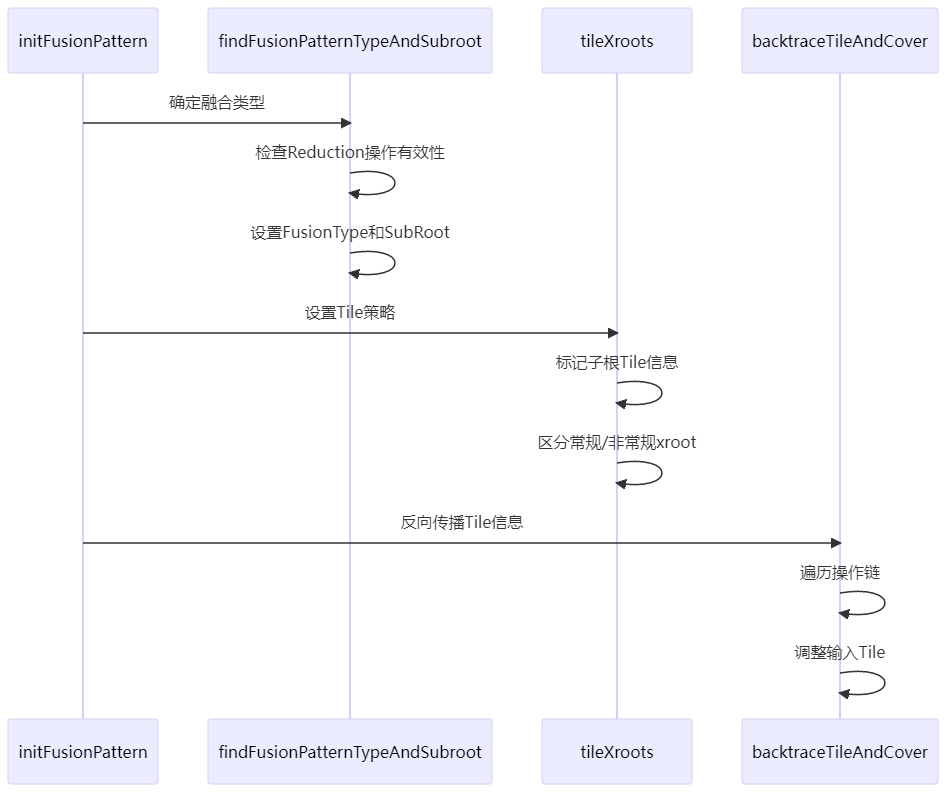 initFusionPattern
findFusionPatternTypeAndSubroot
tileXroots
backtraceTileAndCover
确定融合类型
检查Reduction操作有效性
设置FusionType和SubRoot
设置Tile策略
标记子根Tile信息
区分常规/非常规xroot
反向传播Tile信息
遍历操作链
调整输入Tile
initFusionPattern
findFusionPatternTypeAndSubroot
tileXroots
backtraceTileAndCover